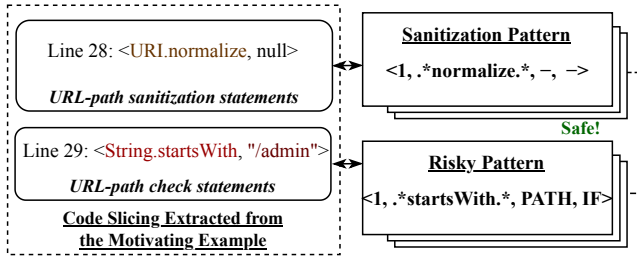 Line 28: <URI.normalize, null>
URL-path sanitization statements
Sanitization Pattern
<1, .*normalize.*, −, −>
Safe!
Line 29: <String.startsWith, "/admin">
URL-path check statements
Risky Pattern
<1, .*startsWith.*, PATH, IF>
Code Slicing Extracted from
the Motivating Example